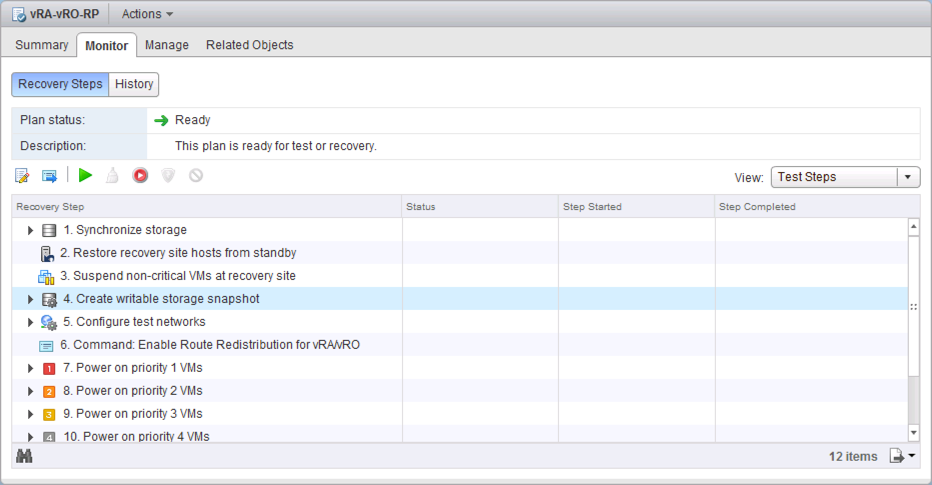 vRA-vRO-RP Actions
Summary Monitor Manage Related Objects
Recovery Steps History
Plan status: Ready
Description: This plan is ready for test or recovery.
View: Test Steps
Recovery Step Status Step Started Step Completed
1. Synchronize storage
2. Restore recovery site hosts from standby
3. Suspend non-critical VMs at recovery site
4. Create writable storage snapshot
5. Configure test networks
6. Command: Enable Route Redistribution for vRA/vRO
1 7. Power on priority 1 VMs
2 8. Power on priority 2 VMs
3 9. Power on priority 3 VMs
4 10. Power on priority 4 VMs
12 items